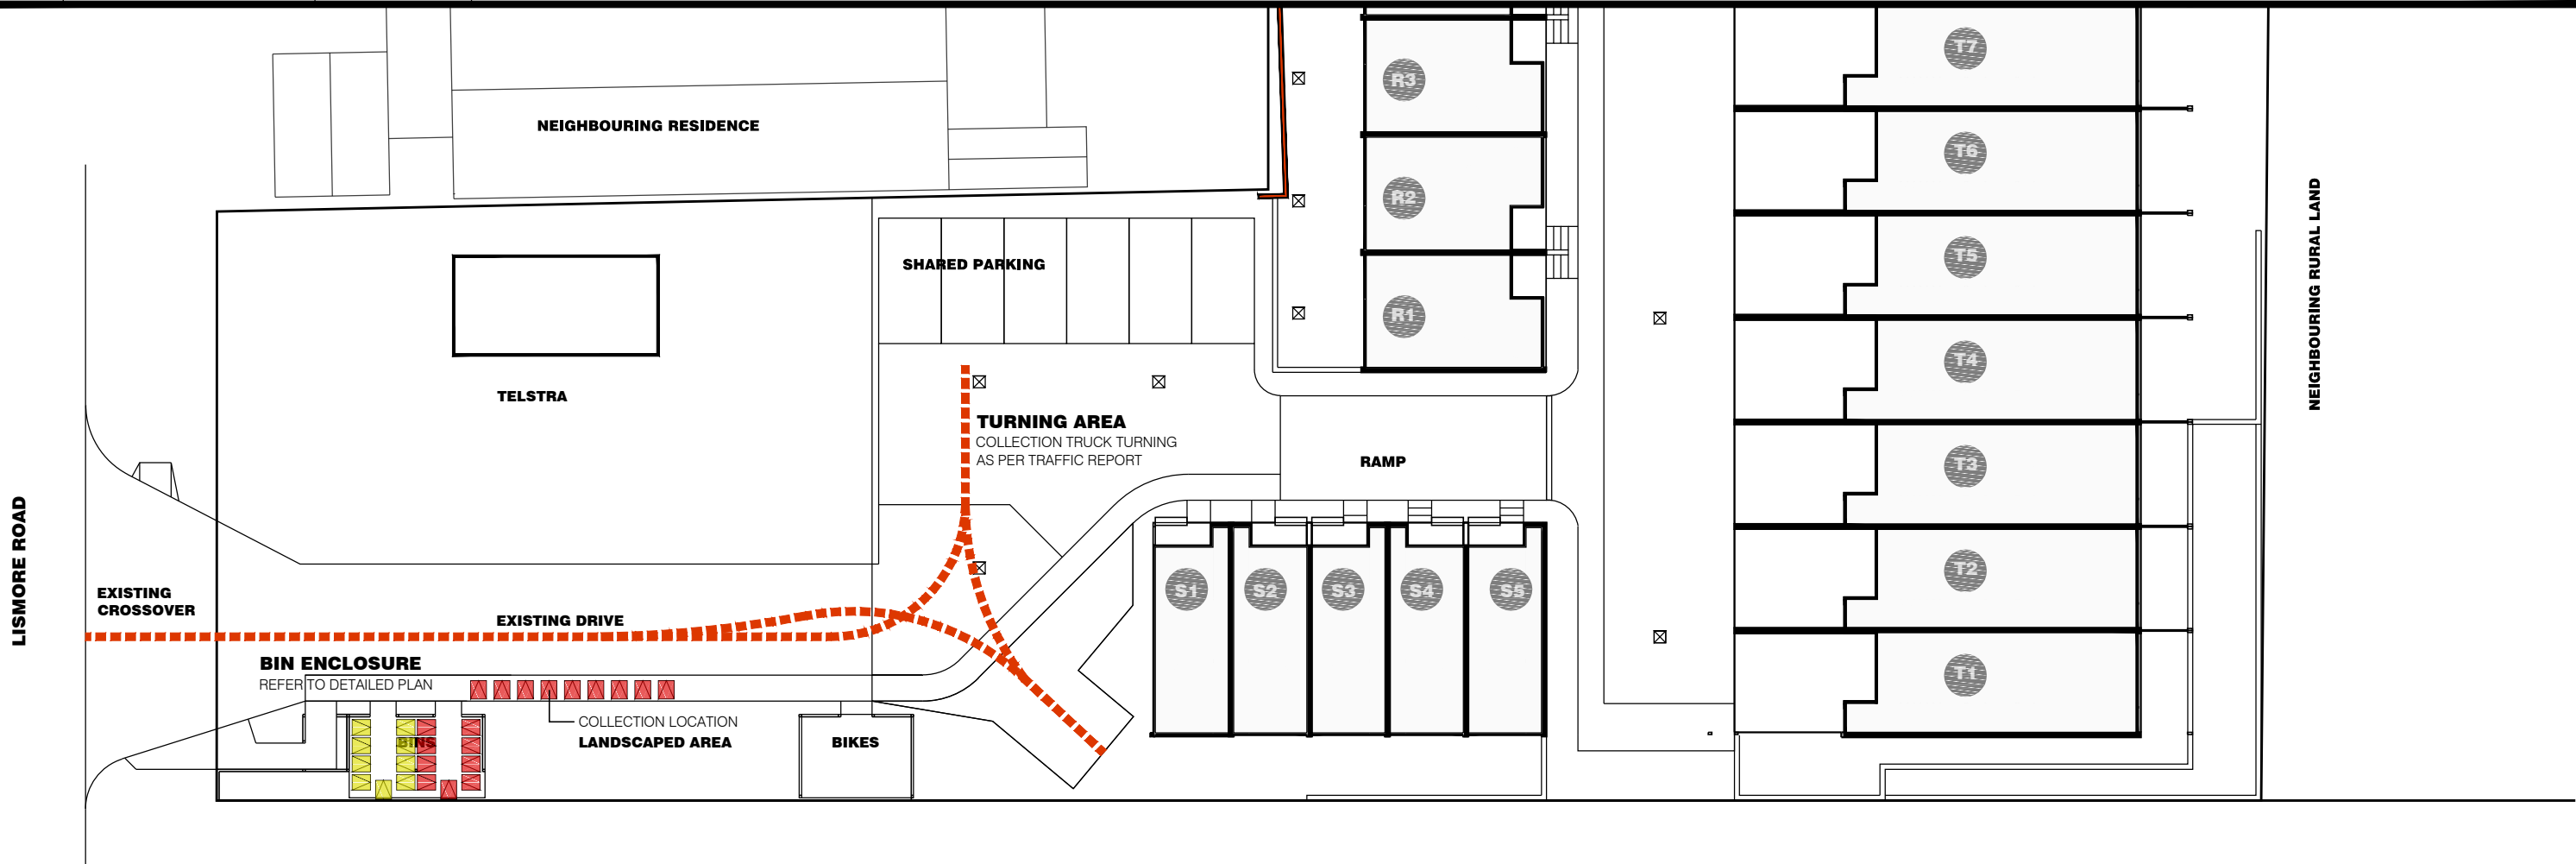 NEIGHBOURING RESIDENCE
SHARED PARKING
TELSTRA
TURNING AREA
COLLECTION TRUCK TURNING
AS PER TRAFFIC REPORT
RAMP
LISMORE ROAD
EXISTING
CROSSOVER
EXISTING DRIVE
BIN ENCLOSURE
REFER TO DETAILED PLAN
COLLECTION LOCATION
LANDSCAPED AREA
BINS
BIKES
R3
R2
R1
S1
S2
S3
S4
S5
T7
T6
T5
T4
T3
T2
T1
NEIGHBOURING RURAL LAND